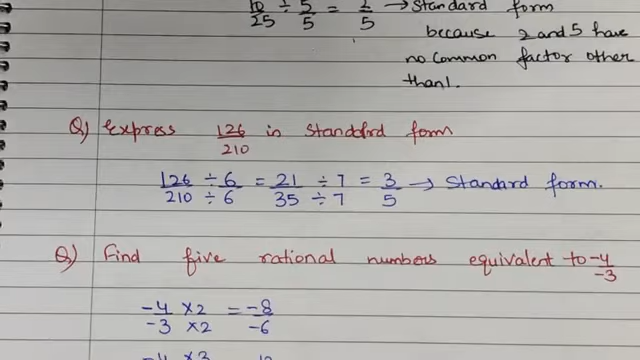 10/25 ÷ 5/5 = 2/5 → Standard form
because 2 and 5 have
no common factor other
than 1.
Q) Express 126/210 in Standard form
126 ÷ 6 / 210 ÷ 6 = 21 ÷ 7 / 35 ÷ 7 = 3/5 → Standard form.
Q) Find five rational numbers equivalent to -4/-3
-4 × 2 / -3 × 2 = -8/-6
-4 × 3